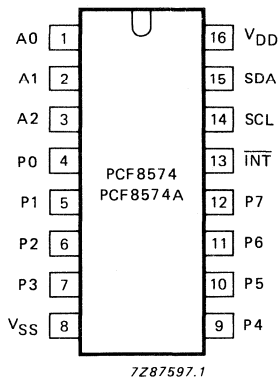 A0 1 16 VDD
A1 2 15 SDA
A2 3 14 SCL
P0 4 13 INT
PCF8574
PCF8574A
P1 5 12 P7
P2 6 11 P6
P3 7 10 P5
VSS 8 9 P4
7Z87597.1